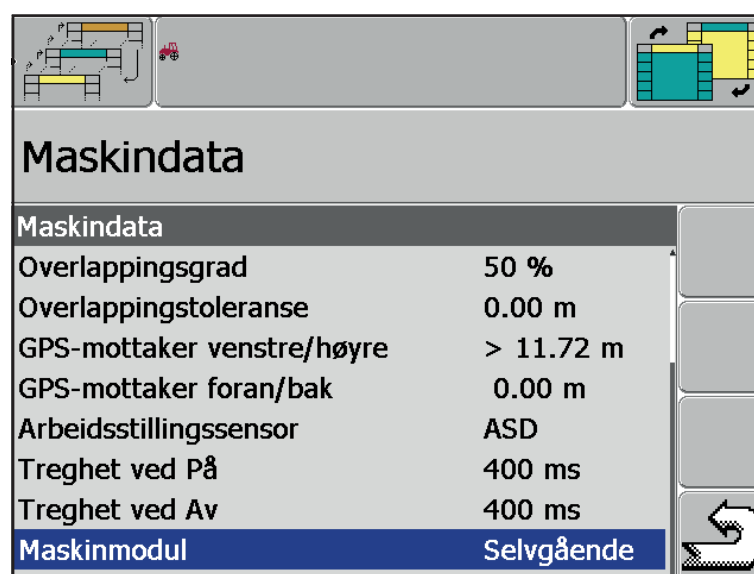 Maskindata
Maskindata
Overlappingsgrad 50 %
Overlappingstoleranse 0.00 m
GPS-mottaker venstre/høyre > 11.72 m
GPS-mottaker foran/bak 0.00 m
Arbeidsstillingssensor ASD
Treghet ved På 400 ms
Treghet ved Av 400 ms
Maskinmodul Selvgående